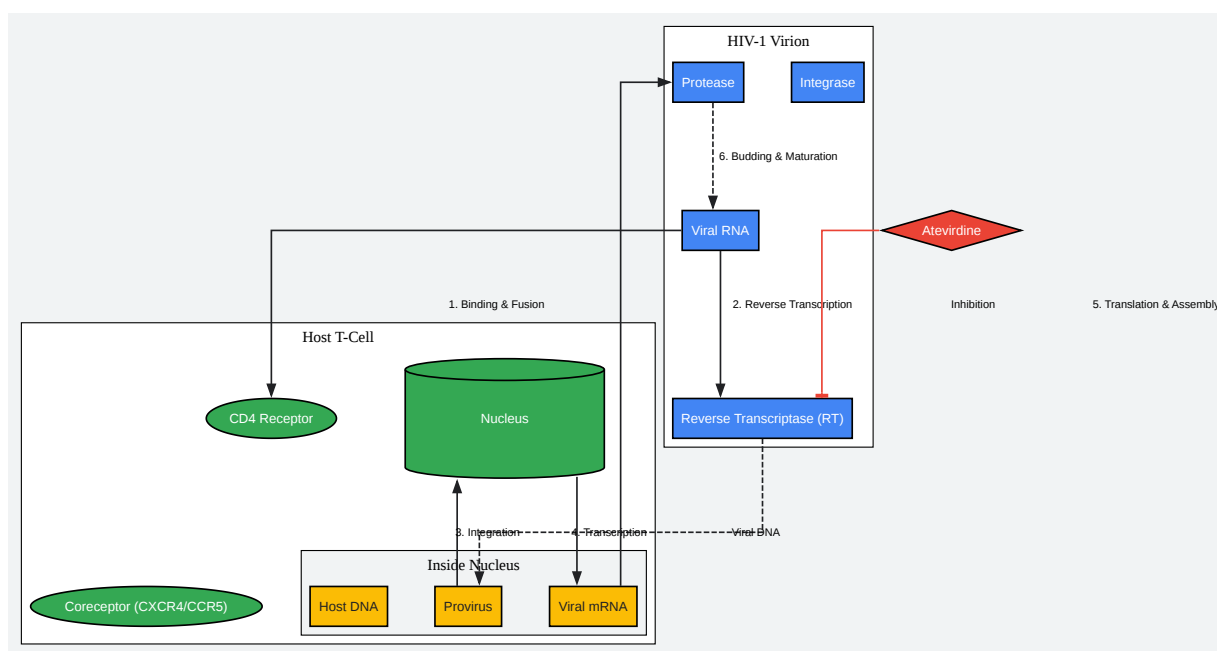 HIV-1 Virion
Protease
Integrase
6. Budding & Maturation
Viral RNA
Atevirdine
1. Binding & Fusion
2. Reverse Transcription
Inhibition
5. Translation & Assembly
Host T-Cell
CD4 Receptor
Nucleus
Reverse Transcriptase (RT)
3. Integration
4. Transcription
Viral DNA
Inside Nucleus
Coreceptor (CXCR4/CCR5)
Host DNA
Provirus
Viral mRNA